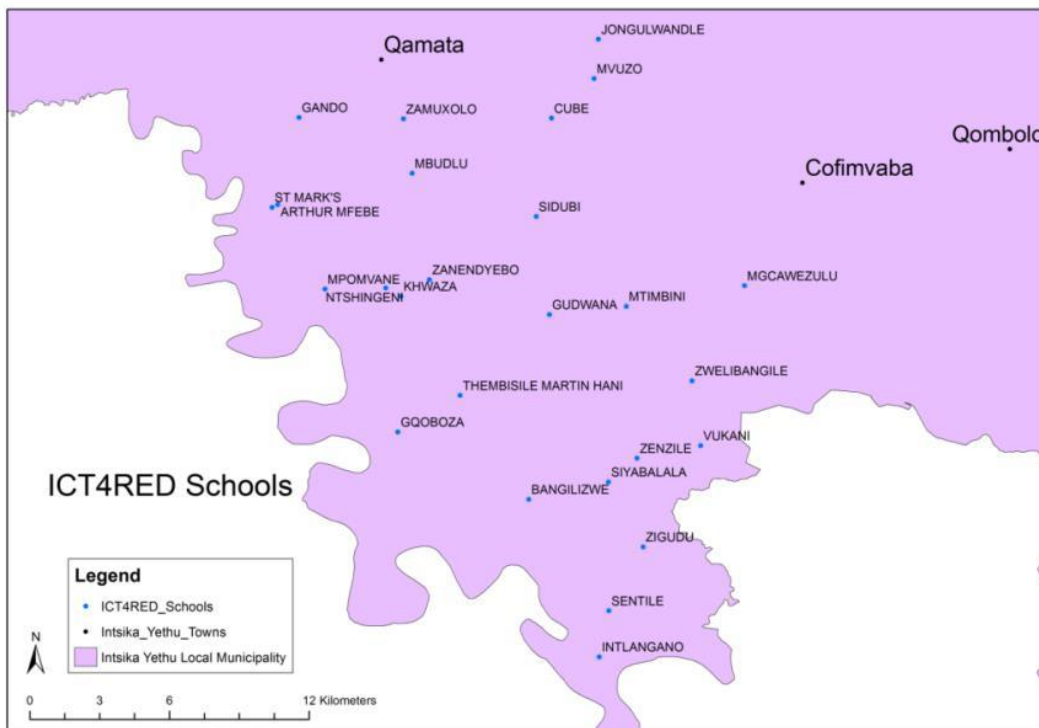 JONGULWANDLE
Qamata
MVUZO
GANDO
ZAMUXOLO
CUBE
Qombolo
MBUDLU
Cofimvaba
ST MARK'S
ARTHUR MFEBE
SIDUBI
ZANENDYEBO
MPOMVANE
KHWAZA
MGCAWEZULU
NTSHINGENI
GUDWANA
MTIMBINI
ZWELIBANGILE
THEMBISILE MARTIN HANI
GQOBOZA
VUKANI
ZENZILE
SIYABALALA
ICT4RED Schools
BANGILIZWE
ZIGUDU
Legend
ICT4RED_Schools
SENTILE
Intsika_Yethu_Towns
N
Intsika Yethu Local Municipality
INTLANGANO
0 3 6 12 Kilometers